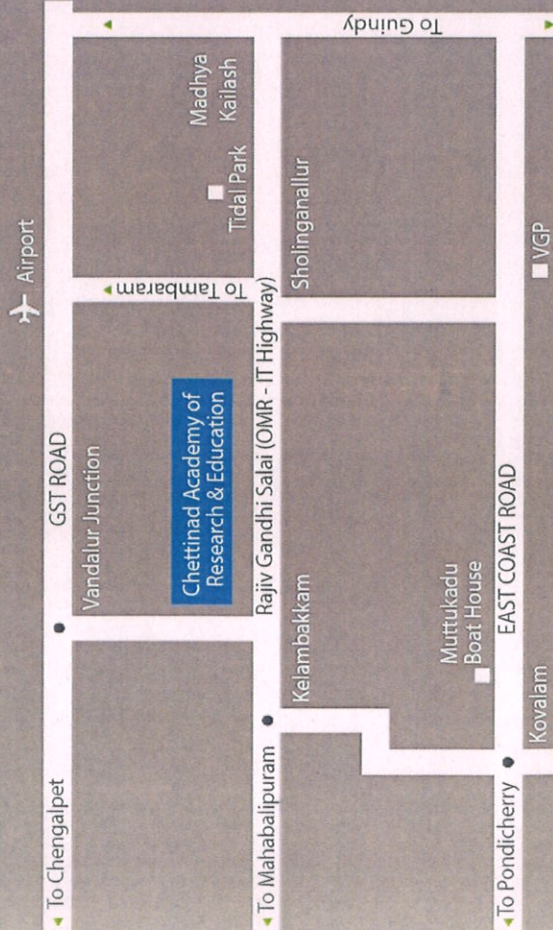 Airport
To Chengalpet
GST ROAD
Vandalur Junction
To Tambaram
Madhya
Kailash
Tidal Park
Chettinad Academy of
Research & Education
To Mahabalipuram
Rajiv Gandhi Salai (OMR - IT Highway)
Kelambakkam
Sholinganallur
To Guindy
Muttukadu
Boat House
To Pondicherry
EAST COAST ROAD
Kovalam
VGP